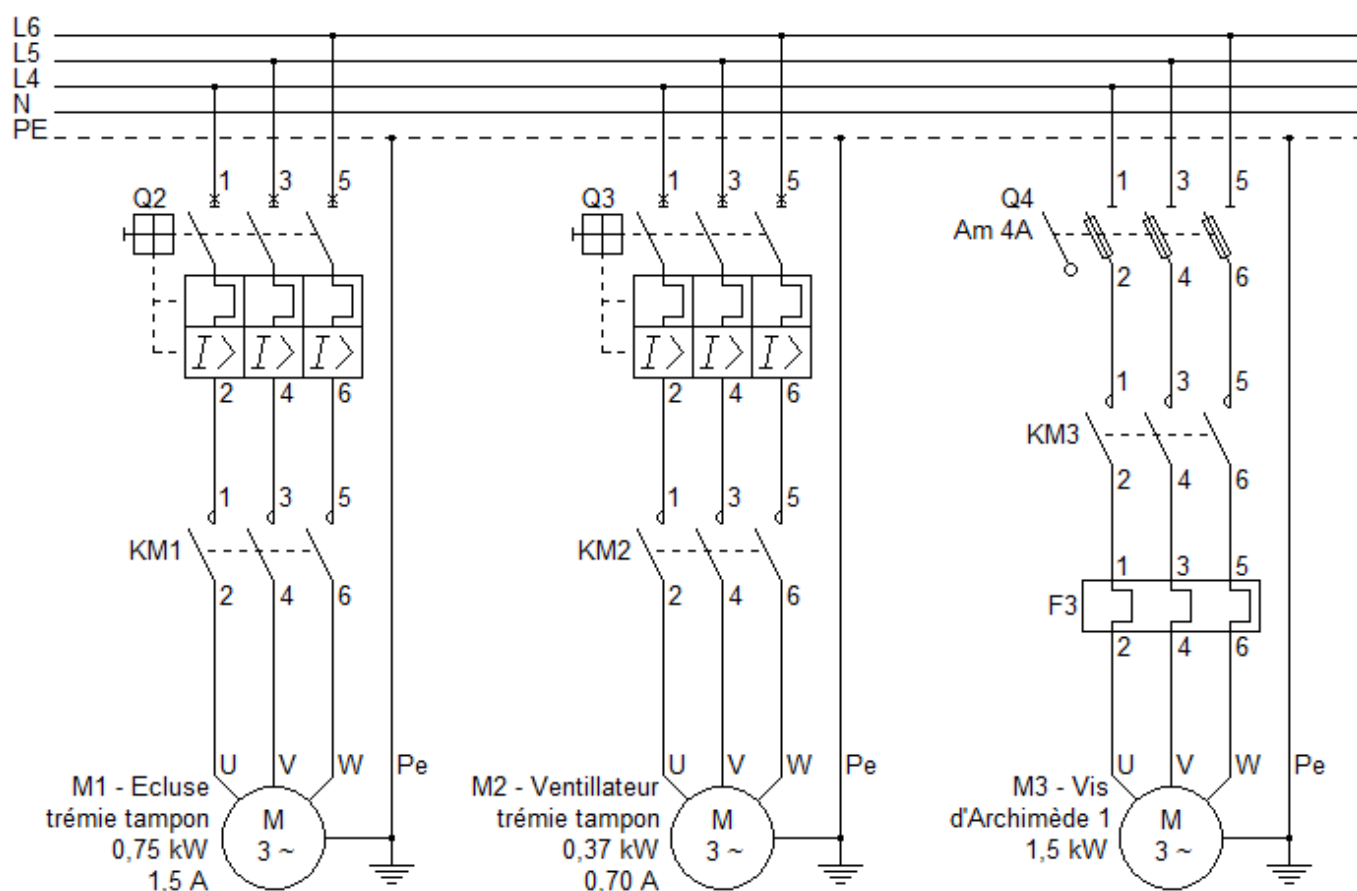 L6
L5
L4
N
PE
1 3 5
Q2
2 4 6
1 3 5
KM1
2 4 6
U V W Pe
M1 - Ecluse
trémie tampon
0,75 kW
1.5 A
M
3 ~
1 3 5
Q3
2 4 6
1 3 5
KM2
2 4 6
U V W Pe
M2 - Ventillateur
trémie tampon
0,37 kW
0.70 A
M
3 ~
1 3 5
Q4
Am 4A
2 4 6
1 3 5
KM3
2 4 6
1 3 5
F3
2 4 6
U V W Pe
M3 - Vis
d'Archimède 1
1,5 kW
M
3 ~